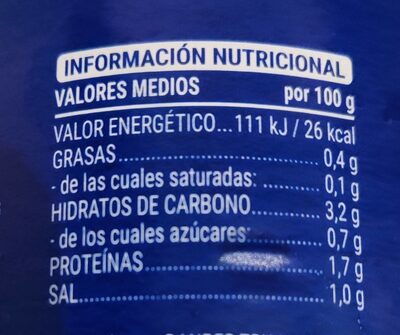 INFORMACIÓN NUTRICIONAL
VALORES MEDIOS por 100 g
VALOR ENERGÉTICO...111 kJ / 26 kcal
GRASAS.......................................0,4 g
- de las cuales saturadas: ..........0,1 g
HIDRATOS DE CARBONO............3,2 g
- de los cuales azúcares:............0,7 g
PROTEÍNAS................................1,7 g
SAL.............................................1,0 g